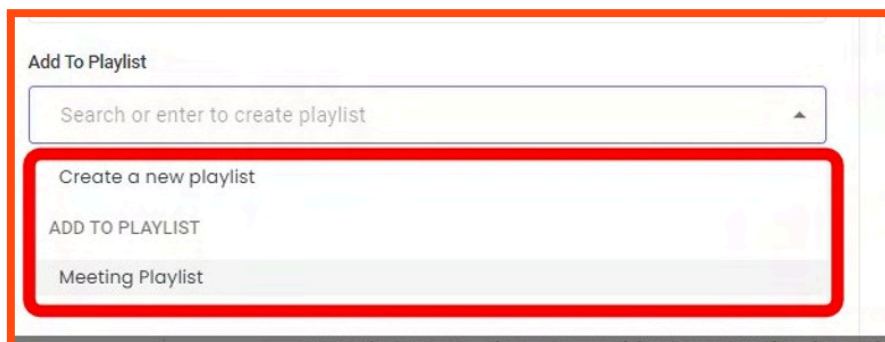 Add To Playlist
Search or enter to create playlist
Create a new playlist
ADD TO PLAYLIST
Meeting Playlist